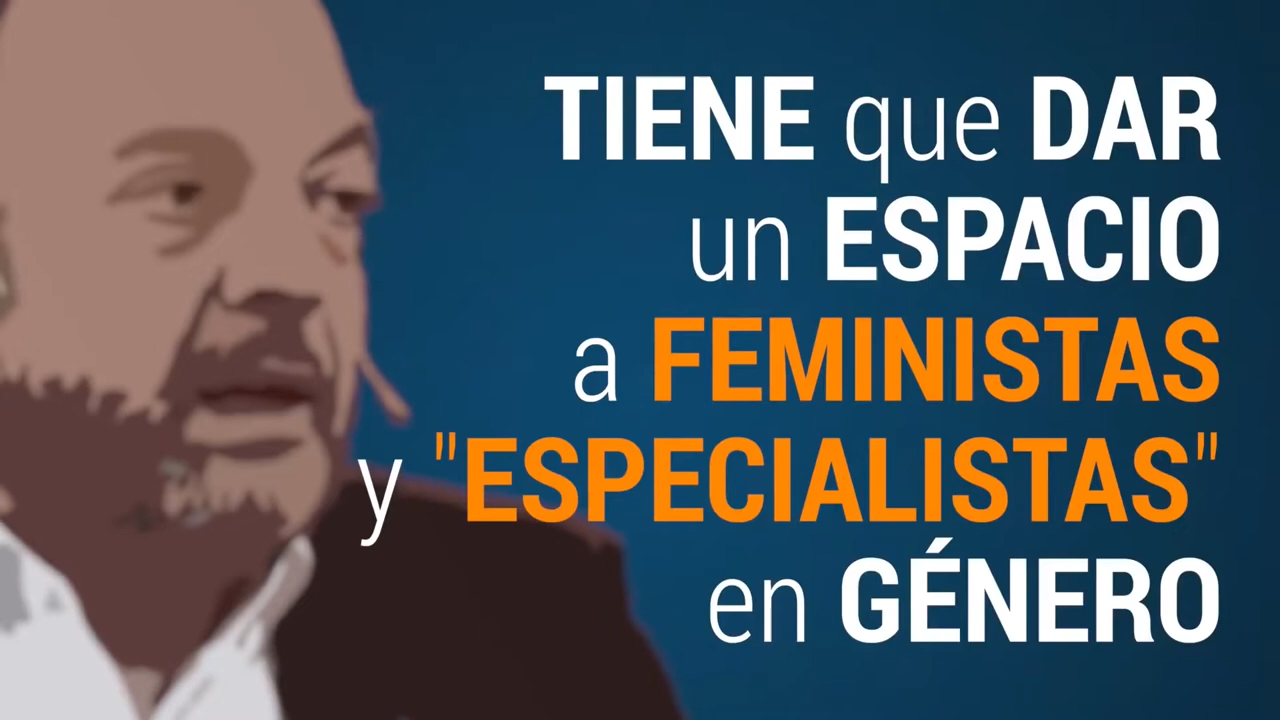 TIENE que DAR
un ESPACIO
a FEMINISTAS
y "ESPECIALISTAS"
en GÉNERO